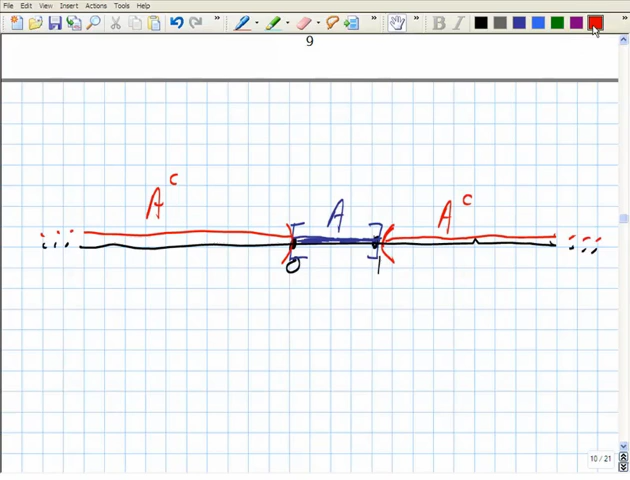 File Edit View Insert Actions Tools Help
» » B I »
9
A^c A A^c
[ ]
) (
0 1
10 / 21